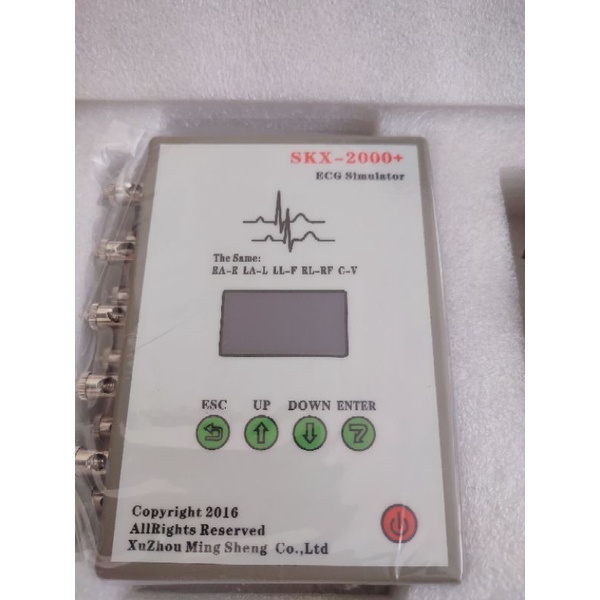 SKX-2000+
ECG Simulator
The Same:
RA-R LA-L LL-F RL-RF C-V
ESC UP DOWN ENTER
Copyright 2016
AllRights Reserved
XuZhou Ming Sheng Co.,Ltd